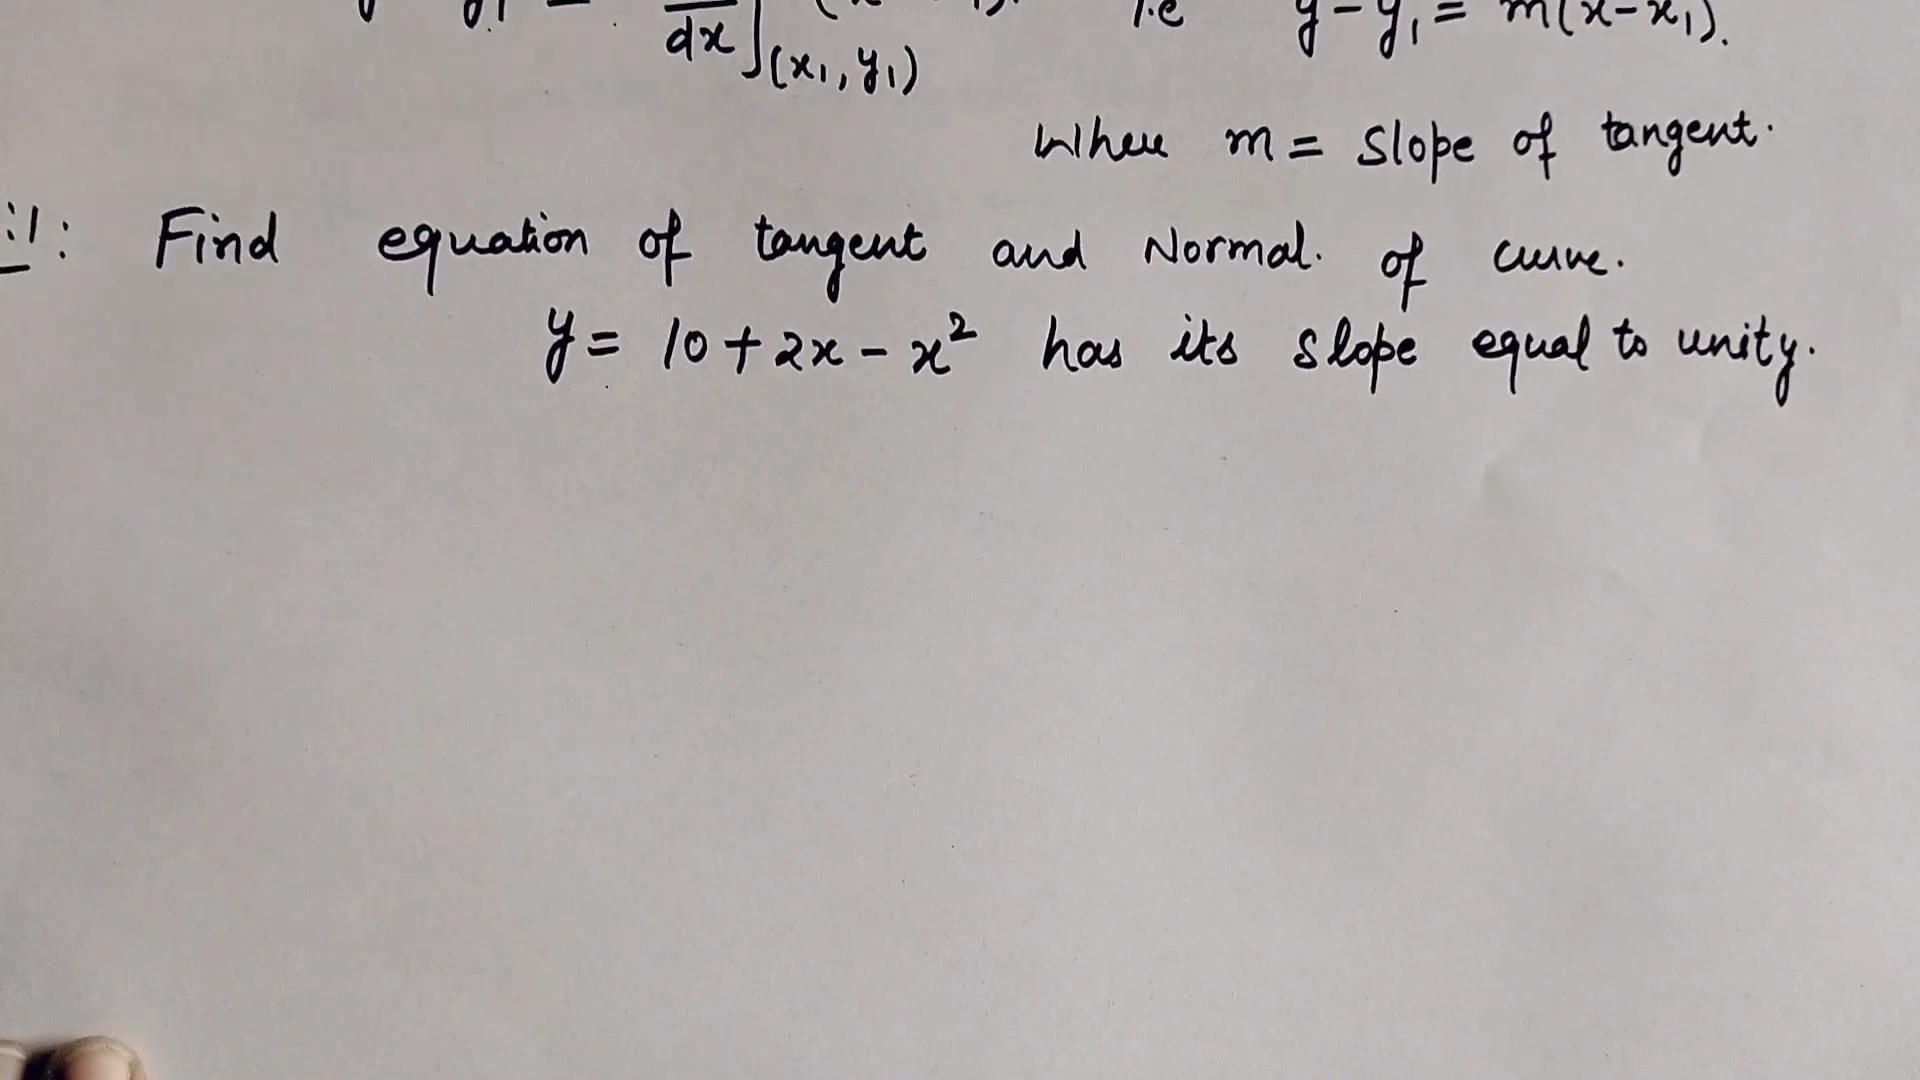 dx ](x₁, y₁) i.e y - y₁ = m(x - x₁).
Where m = Slope of tangent.
:1: Find equation of tangent and Normal. of curve.
y = 10 + 2x - x² has its slope equal to unity.